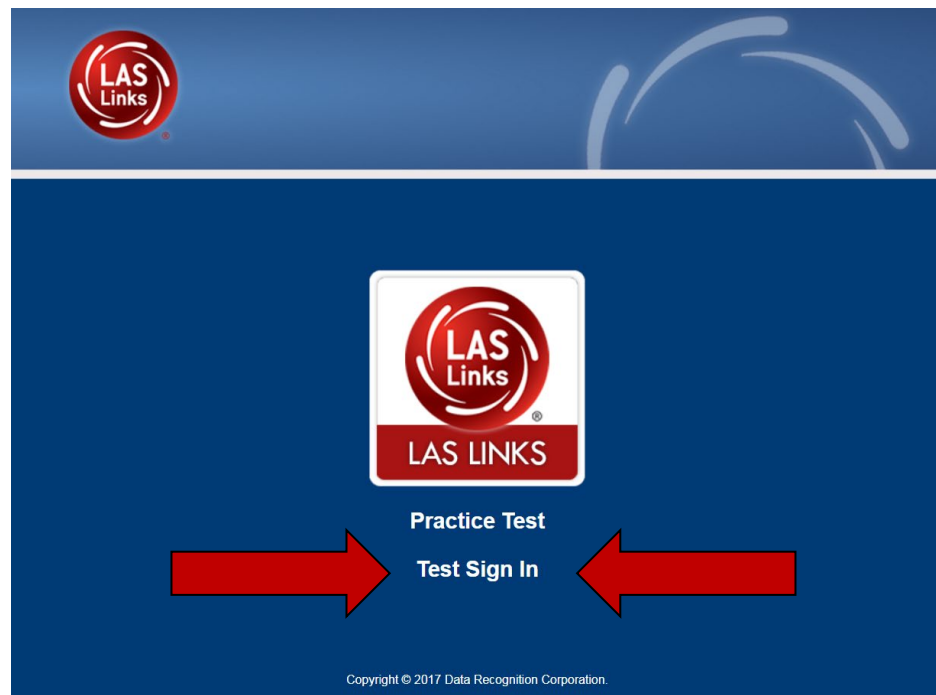 LAS
Links
®
LAS
Links
®
LAS LINKS
Practice Test
Test Sign In
Copyright © 2017 Data Recognition Corporation.